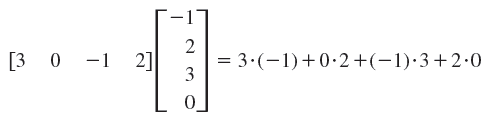 [3 0 −1 2] [−1 2 3 0] = 3·(−1)+0·2+(−1)·3+2·0